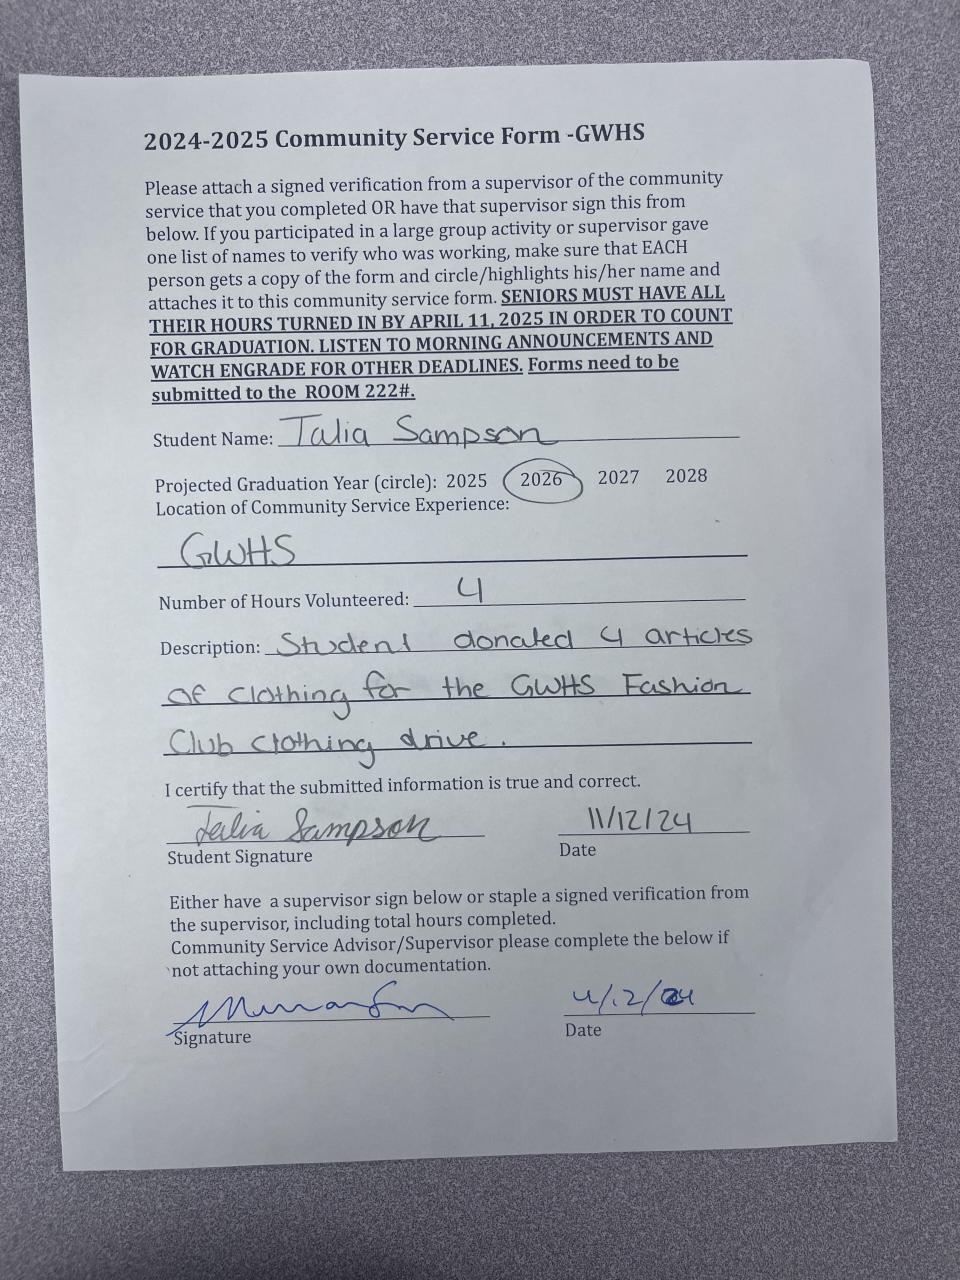 2024-2025 Community Service Form -GWHS
Please attach a signed verification from a supervisor of the community
service that you completed OR have that supervisor sign this from
below. If you participated in a large group activity or supervisor gave
one list of names to verify who was working, make sure that EACH
person gets a copy of the form and circle/highlights his/her name and
attaches it to this community service form. SENIORS MUST HAVE ALL
THEIR HOURS TURNED IN BY APRIL 11, 2025 IN ORDER TO COUNT
FOR GRADUATION. LISTEN TO MORNING ANNOUNCEMENTS AND
WATCH ENGRADE FOR OTHER DEADLINES. Forms need to be
submitted to the ROOM 222#.
Student Name: Talia Sampson
Projected Graduation Year (circle): 2025 2026 2027 2028
Location of Community Service Experience:
GWHS
Number of Hours Volunteered: 4
Description: Student donated 4 articles
of clothing for the GWHS Fashion
Club clothing drive.
I certify that the submitted information is true and correct.
Talia Sampson 11/12/24
Student Signature Date
Either have a supervisor sign below or staple a signed verification from
the supervisor, including total hours completed.
Community Service Advisor/Supervisor please complete the below if
not attaching your own documentation.
Signature Date